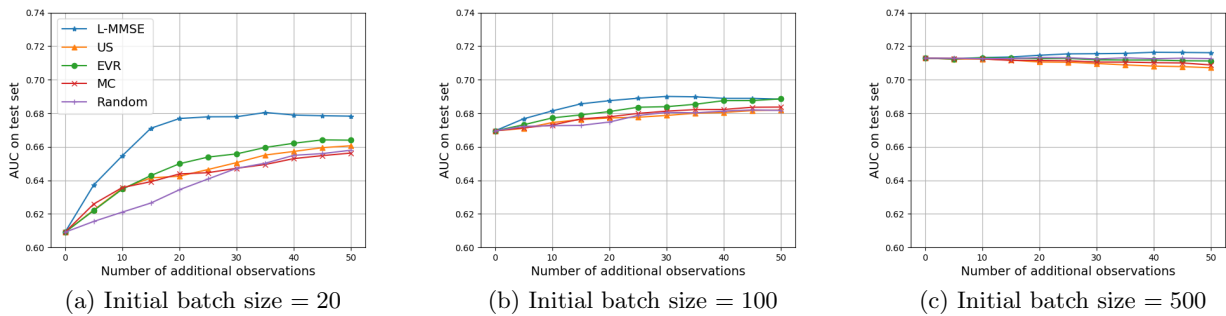 AUC on test set
0.74
0.72
0.70
0.68
0.66
0.64
0.62
0.60
L-MMSE
US
EVR
MC
Random
0 10 20 30 40 50
Number of additional observations
(a) Initial batch size = 20
AUC on test set
0.74
0.72
0.70
0.68
0.66
0.64
0.62
0.60
0 10 20 30 40 50
Number of additional observations
(b) Initial batch size = 100
AUC on test set
0.74
0.72
0.70
0.68
0.66
0.64
0.62
0.60
0 10 20 30 40 50
Number of additional observations
(c) Initial batch size = 500